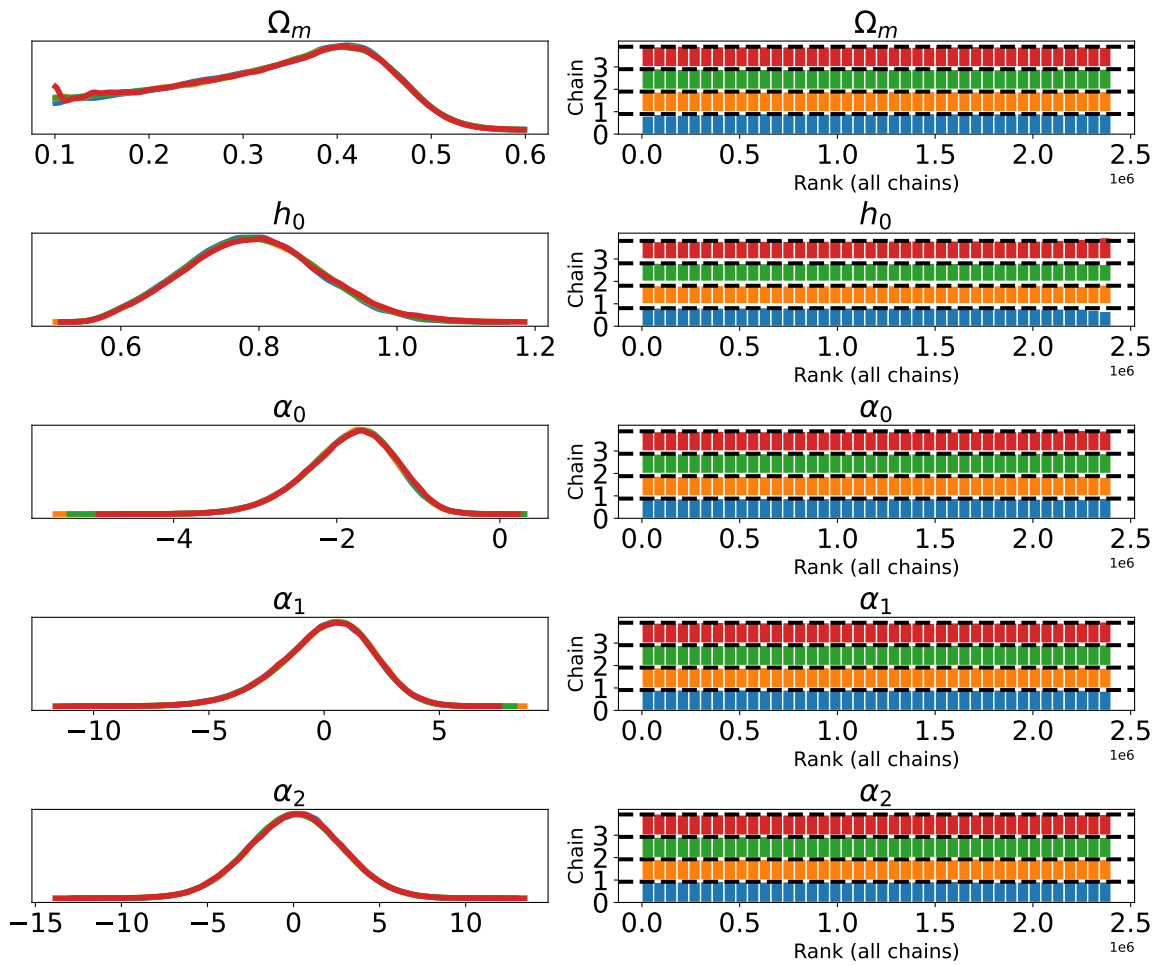 Ωm Ωm
Chain 3 2 1 0
0.1 0.2 0.3 0.4 0.5 0.6 0.0 0.5 1.0 1.5 2.0 2.5
Rank (all chains) 1e6
h0 h0
Chain 3 2 1 0
0.6 0.8 1.0 1.2 0.0 0.5 1.0 1.5 2.0 2.5
Rank (all chains) 1e6
α0 α0
Chain 3 2 1 0
−4 −2 0 0.0 0.5 1.0 1.5 2.0 2.5
Rank (all chains) 1e6
α1 α1
Chain 3 2 1 0
−10 −5 0 5 0.0 0.5 1.0 1.5 2.0 2.5
Rank (all chains) 1e6
α2 α2
Chain 3 2 1 0
−15 −10 −5 0 5 10 0.0 0.5 1.0 1.5 2.0 2.5
Rank (all chains) 1e6